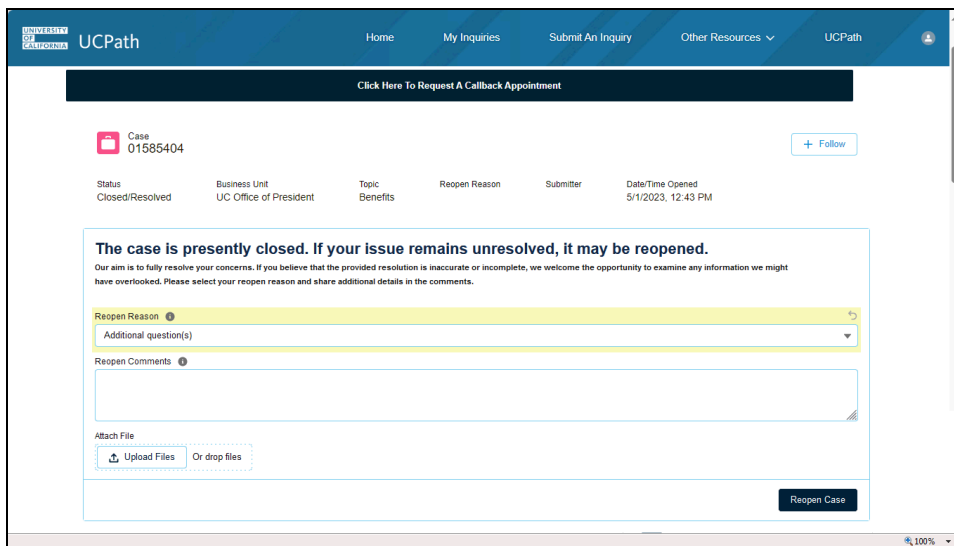 UNIVERSITY
OF
CALIFORNIA
UCPath
Home
My Inquiries
Submit An Inquiry
Other Resources
UCPath
Click Here To Request A Callback Appointment
Case
01585404
+ Follow
Status
Business Unit
Topic
Reopen Reason
Submitter
Date/Time Opened
Closed/Resolved
UC Office of President
Benefits
5/1/2023, 12:43 PM
The case is presently closed. If your issue remains unresolved, it may be reopened.
Our aim is to fully resolve your concerns. If you believe that the provided resolution is inaccurate or incomplete, we welcome the opportunity to examine any information we might
have overlooked. Please select your reopen reason and share additional details in the comments.
Reopen Reason
Additional question(s)
Reopen Comments
Attach File
Upload Files
Or drop files
Reopen Case
100%